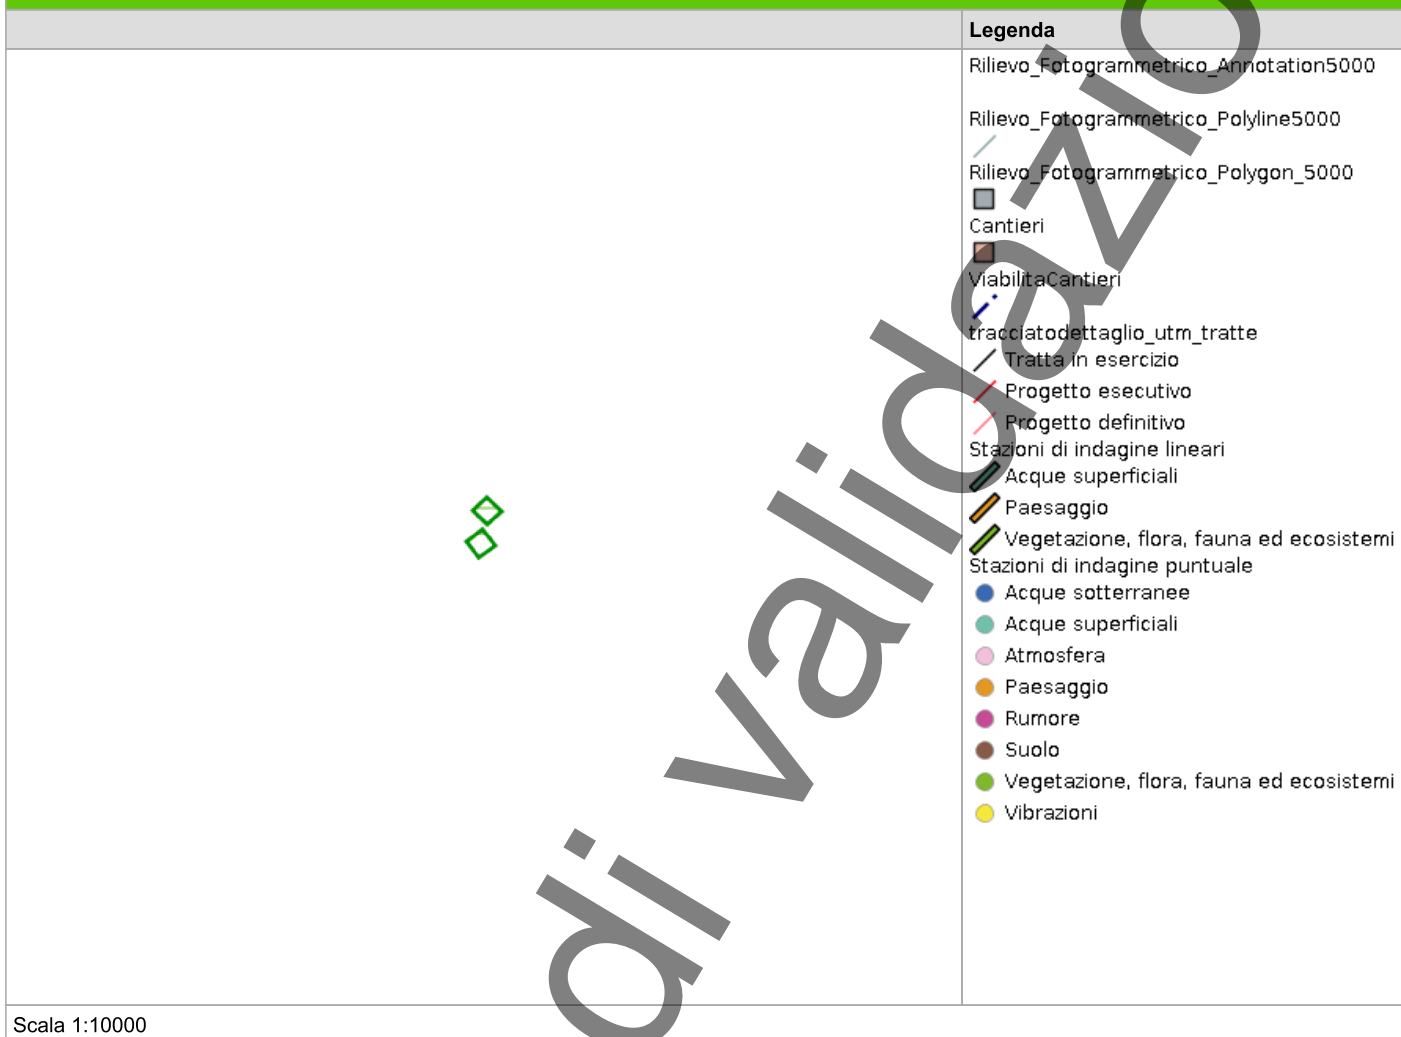 Legenda
Rilievo_Fotogrammetrico_Annotation5000
Rilievo_Fotogrammetrico_Polyline5000
Rilievo_Fotogrammetrico_Polygon_5000
Cantieri
ViabilitaCantieri
tracciatodettaglio_utm_tratte
Tratta in esercizio
Progetto esecutivo
Progetto definitivo
Stazioni di indagine lineari
Acque superficiali
Paesaggio
Vegetazione, flora, fauna ed ecosistemi
Stazioni di indagine puntuale
Acque sotterranee
Acque superficiali
Atmosfera
Paesaggio
Rumore
Suolo
Vegetazione, flora, fauna ed ecosistemi
Vibrazioni
Scala 1:10000
di validazio